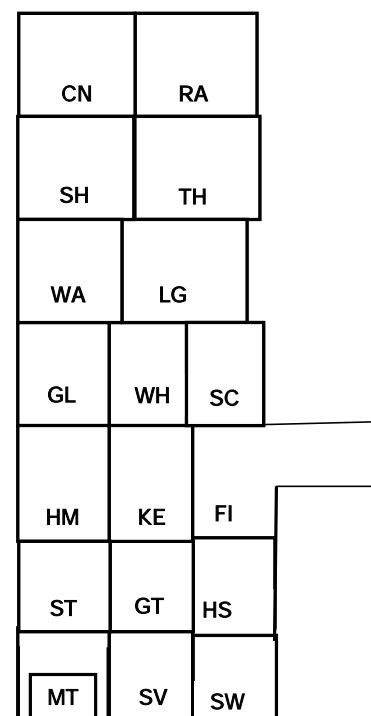 CN RA
SH TH
WA LG
GL WH SC
HM KE FI
ST GT HS
MT SV SW